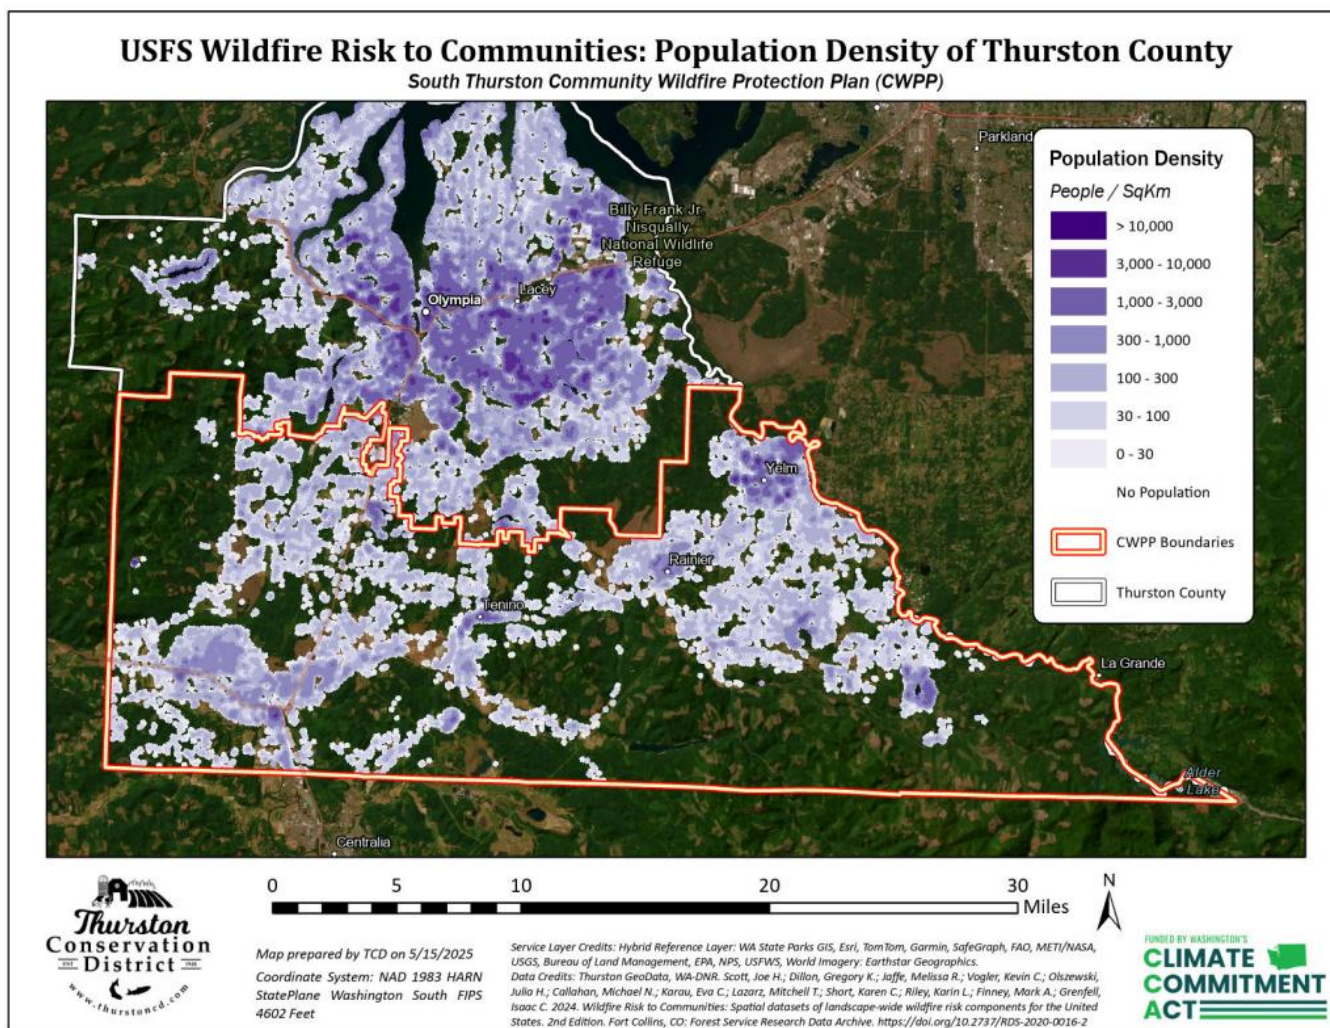 USFS Wildfire Risk to Communities: Population Density of Thurston County
South Thurston Community Wildfire Protection Plan (CWPP)
Parkland
Billy Frank Jr.
Nisqually
National Wildlife
Refuge
Olympia
Lacey
Yelm
Rainier
Tenino
La Grande
Alder
Lake
Centralia
Population Density
People / SqKm
> 10,000
3,000 - 10,000
1,000 - 3,000
300 - 1,000
100 - 300
30 - 100
0 - 30
No Population
CWPP Boundaries
Thurston County
0 5 10 20 30
Miles
N
Thurston
Conservation
EST 1948
District
www.thurstoncd.com
Map prepared by TCD on 5/15/2025
Coordinate System: NAD 1983 HARN
StatePlane Washington South FIPS
4602 Feet
Service Layer Credits: Hybrid Reference Layer: WA State Parks GIS, Esri, TomTom, Garmin, SafeGraph, FAO, METI/NASA,
USGS, Bureau of Land Management, EPA, NPS, USFWS, World Imagery: Earthstar Geographics.
Data Credits: Thurston GeoData, WA-DNR. Scott, Joe H.; Dillon, Gregory K.; Jaffe, Melissa R.; Vogler, Kevin C.; Olszewski,
Julia H.; Callahan, Michael N.; Karau, Eva C.; Lazarz, Mitchell T.; Short, Karen C.; Riley, Karin L.; Finney, Mark A.; Grenfell,
Isaac C. 2024. Wildfire Risk to Communities: Spatial datasets of landscape-wide wildfire risk components for the United
States. 2nd Edition. Fort Collins, CO: Forest Service Research Data Archive. https://doi.org/10.2737/RDS-2020-0016-2
FUNDED BY WASHINGTON'S
CLIMATE
COMMITMENT
ACT